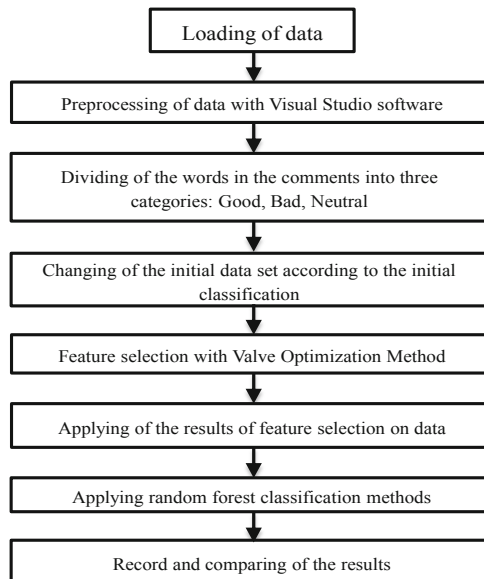 Loading of data
Preprocessing of data with Visual Studio software
Dividing of the words in the comments into three
categories: Good, Bad, Neutral
Changing of the initial data set according to the initial
classification
Feature selection with Valve Optimization Method
Applying of the results of feature selection on data
Applying random forest classification methods
Record and comparing of the results